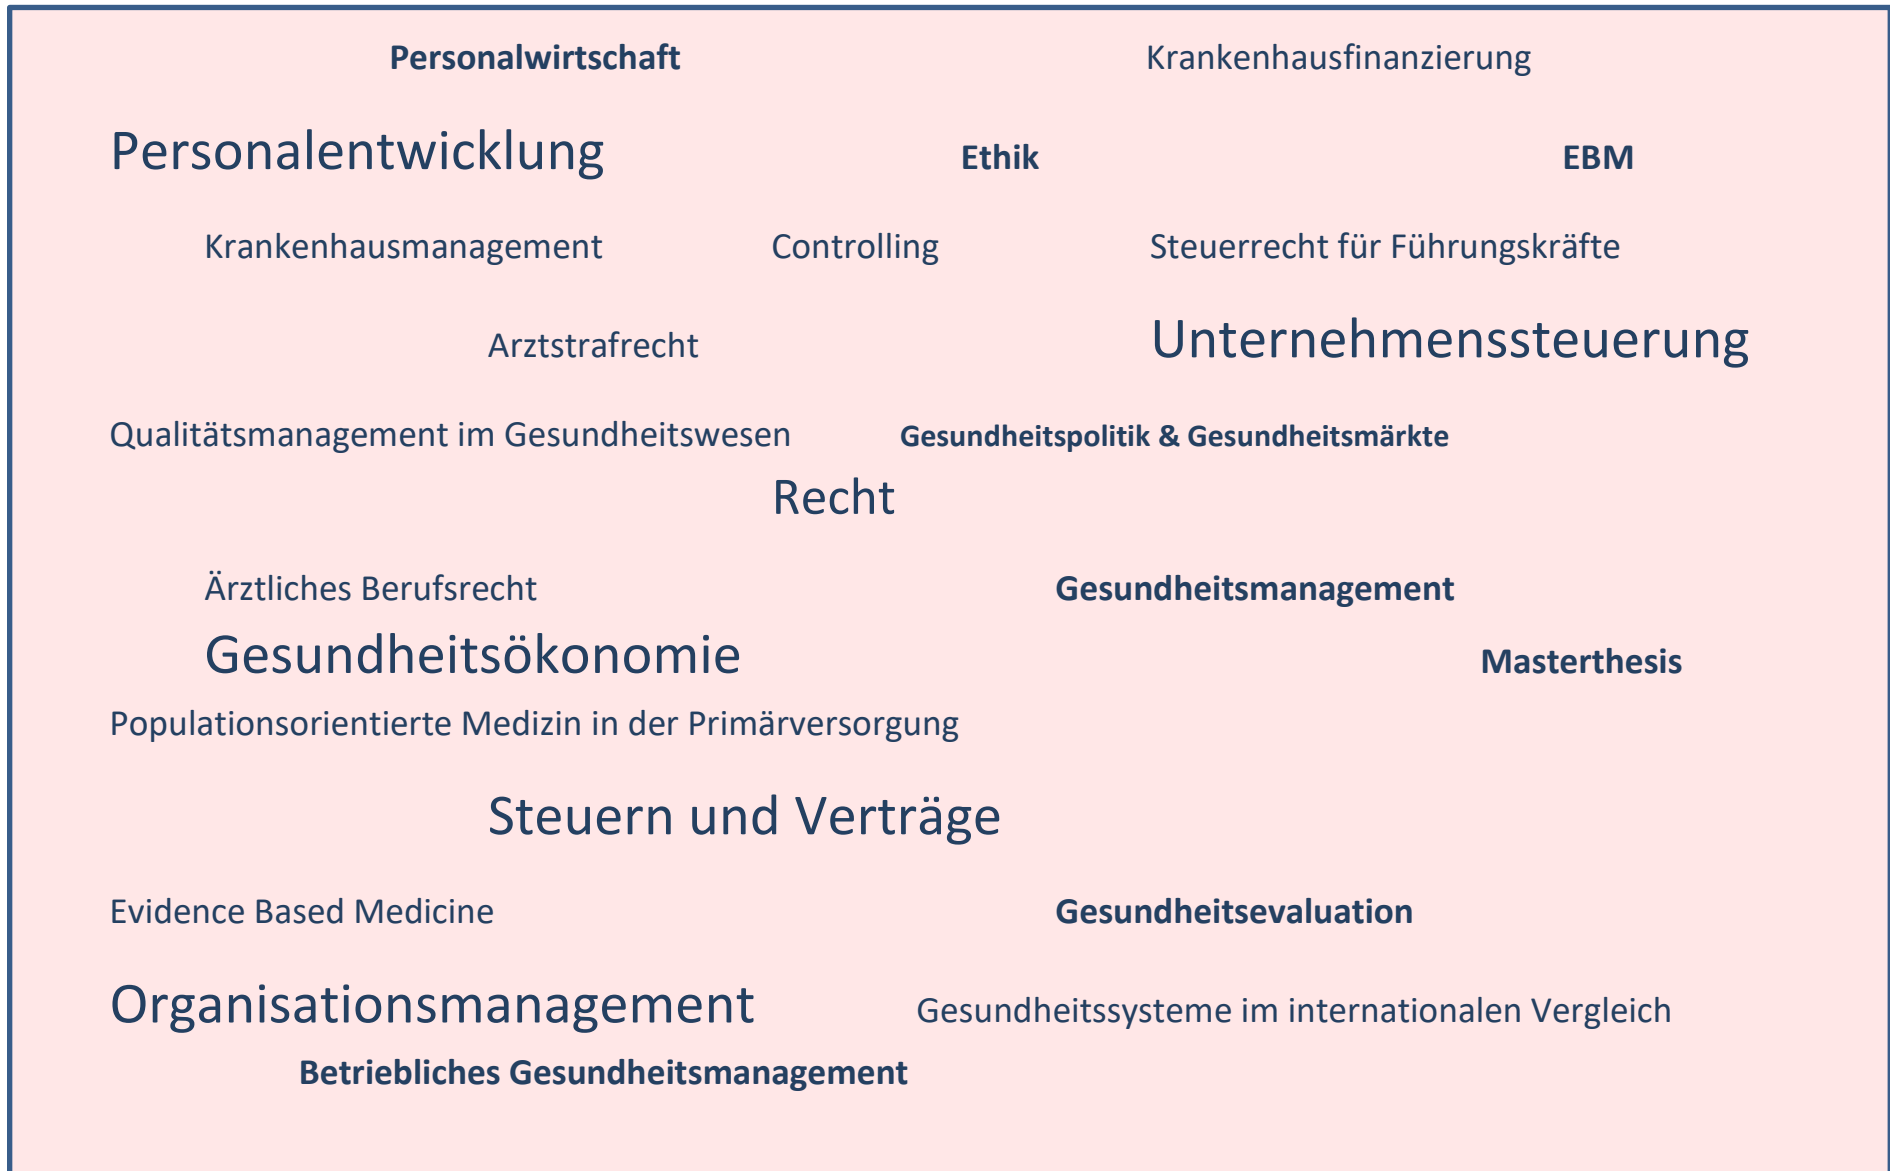 Personalwirtschaft Krankenhausfinanzierung
Personalentwicklung Ethik EBM
Krankenhausmanagement Controlling Steuerrecht für Führungskräfte
Arztstrafrecht Unternehmenssteuerung
Qualitätsmanagement im Gesundheitswesen Gesundheitspolitik & Gesundheitsmärkte
Recht
Ärztliches Berufsrecht Gesundheitsmanagement
Gesundheitsökonomie Masterthesis
Populationsorientierte Medizin in der Primärversorgung
Steuern und Verträge
Evidence Based Medicine Gesundheitsevaluation
Organisationsmanagement Gesundheitssysteme im internationalen Vergleich
Betriebliches Gesundheitsmanagement